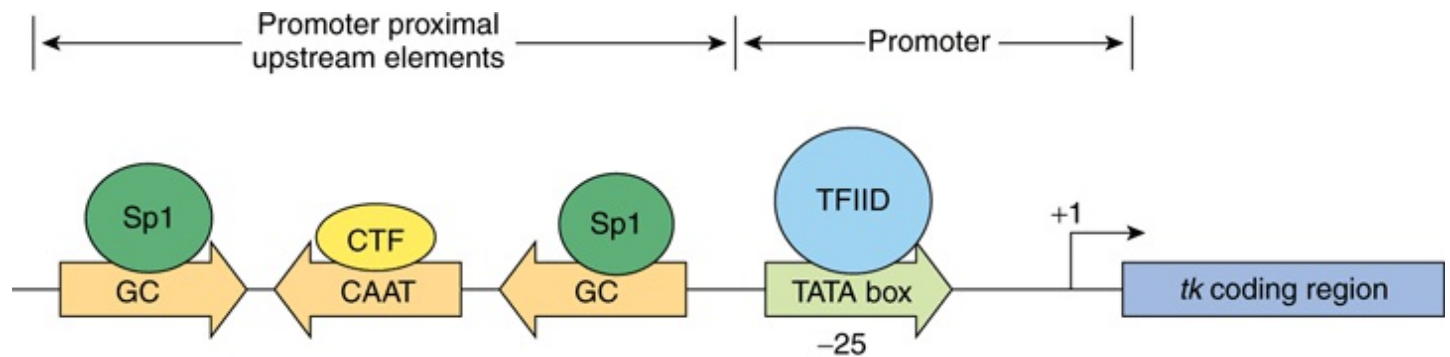 Promoter proximal
upstream elements
Promoter
Sp1
CTF
Sp1
TFIID
+1
GC
CAAT
GC
TATA box
tk coding region
−25